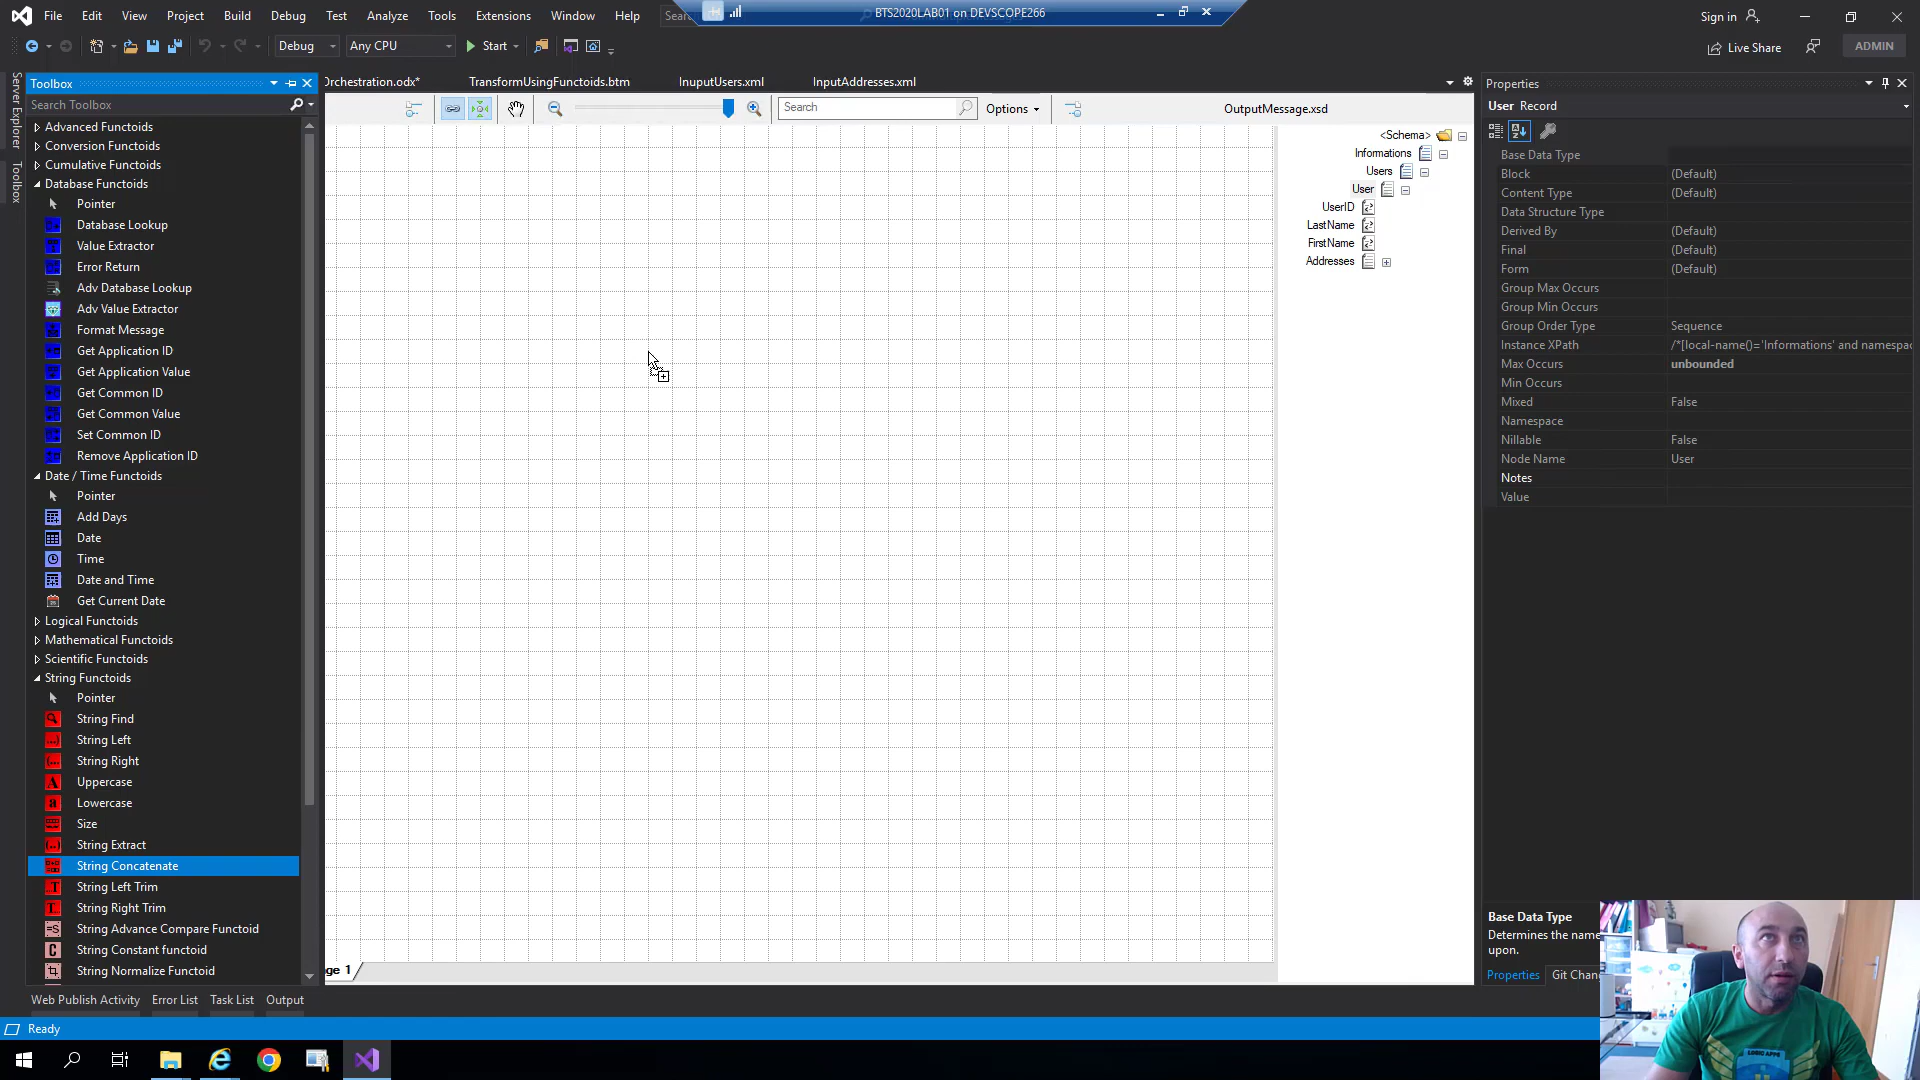 File Edit View Project Build Debug Test Analyze Tools Extensions Window Help
BTS2020LAB01 on DEVSCOPE266
Sign in
Debug Any CPU Start
Live Share
ADMIN
Server Explorer
Toolbox
Toolbox
Search Toolbox
Advanced Functoids
Conversion Functoids
Cumulative Functoids
Database Functoids
Pointer
Database Lookup
Value Extractor
Error Return
Adv Database Lookup
Adv Value Extractor
Format Message
Get Application ID
Get Application Value
Get Common ID
Get Common Value
Set Common ID
Remove Application ID
Date / Time Functoids
Pointer
Add Days
Date
Time
Date and Time
Get Current Date
Logical Functoids
Mathematical Functoids
Scientific Functoids
String Functoids
Pointer
String Find
String Left
String Right
Uppercase
Lowercase
Size
String Extract
String Concatenate
String Left Trim
String Right Trim
String Advance Compare Functoid
String Constant functoid
String Normalize Functoid
Orchestration.odx* TransformUsingFunctoids.btm InuputUsers.xml InputAddresses.xml
Search
Options
OutputMessage.xsd
<Schema>
Informations
Users
User
UserID
LastName
FirstName
Addresses
ge 1
Properties
User Record
Base Data Type
Block (Default)
Content Type (Default)
Data Structure Type
Derived By (Default)
Final (Default)
Form (Default)
Group Max Occurs
Group Min Occurs
Group Order Type Sequence
Instance XPath /*[local-name()='Informations' and namespac
Max Occurs unbounded
Min Occurs
Mixed False
Namespace
Nillable False
Node Name User
Notes
Value
Base Data Type
Determines the name
upon.
Properties Git Chan
Web Publish Activity Error List Task List Output
Ready
LOGIC APPS